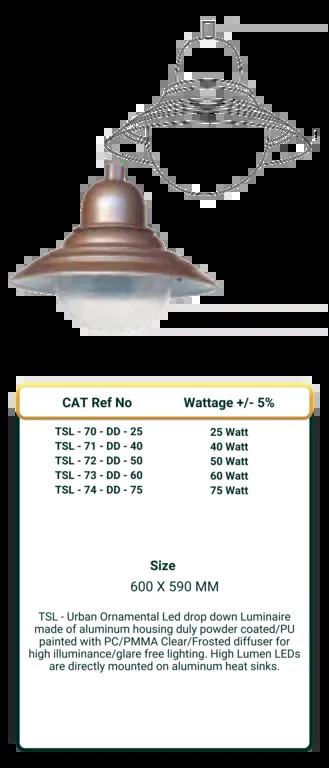 CAT Ref No Wattage +/- 5%
TSL - 70 - DD - 25 25 Watt
TSL - 71 - DD - 40 40 Watt
TSL - 72 - DD - 50 50 Watt
TSL - 73 - DD - 60 60 Watt
TSL - 74 - DD - 75 75 Watt
Size
600 X 590 MM
TSL - Urban Ornamental Led drop down Luminaire
made of aluminum housing duly powder coated/PU
painted with PC/PMMA Clear/Frosted diffuser for
high illuminance/glare free lighting. High Lumen LEDs
are directly mounted on aluminum heat sinks.